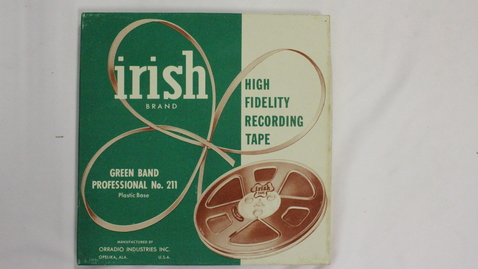 irish
BRAND
HIGH
FIDELITY
RECORDING
TAPE
GREEN BAND
PROFESSIONAL No. 211
Plastic Base
irish
MANUFACTURED BY
ORRADIO INDUSTRIES INC.
OPELIKA, ALA. U.S.A.